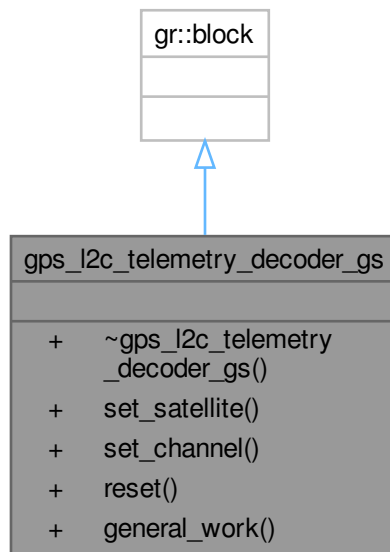 gr::block
gps_l2c_telemetry_decoder_gs
+ ~gps_l2c_telemetry
_decoder_gs()
+ set_satellite()
+ set_channel()
+ reset()
+ general_work()